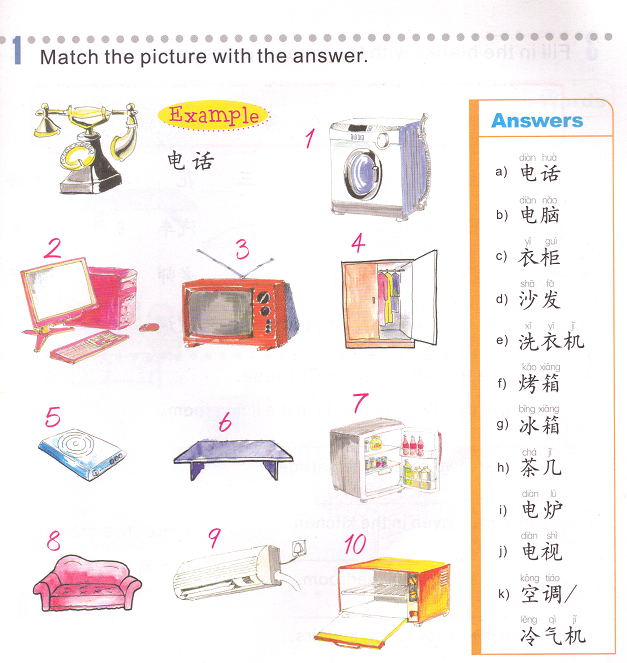 1 Match the picture with the answer.
Example
电话
1
2
3
4
5
6
7
8
9
10
Answers
diàn huà
a) 电话
diàn nǎo
b) 电脑
yī guì
c) 衣柜
shā fā
d) 沙发
xǐ yī jī
e) 洗衣机
kǎo xiāng
f) 烤箱
bīng xiāng
g) 冰箱
chá jī
h) 茶几
diàn lú
i) 电炉
diàn shì
j) 电视
kōng tiáo
k) 空调/
lěng qì jī
冷气机